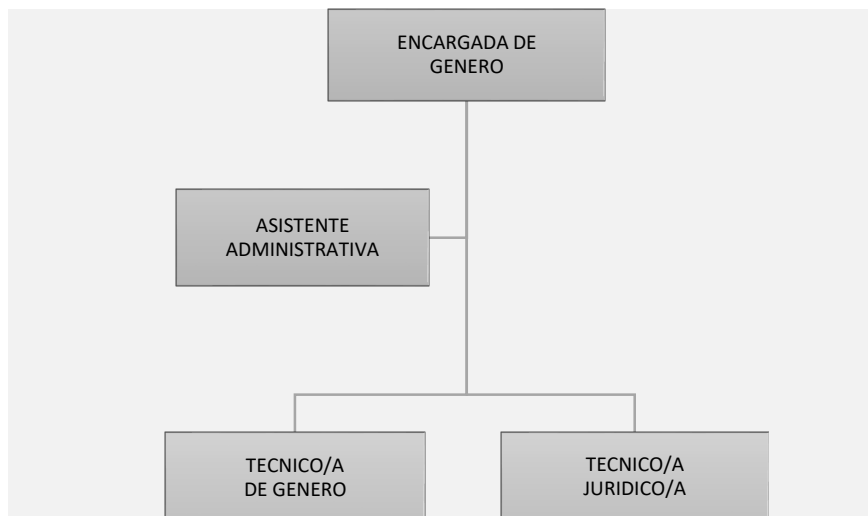 ENCARGADA DE
GENERO
ASISTENTE
ADMINISTRATIVA
TECNICO/A
DE GENERO
TECNICO/A
JURIDICO/A